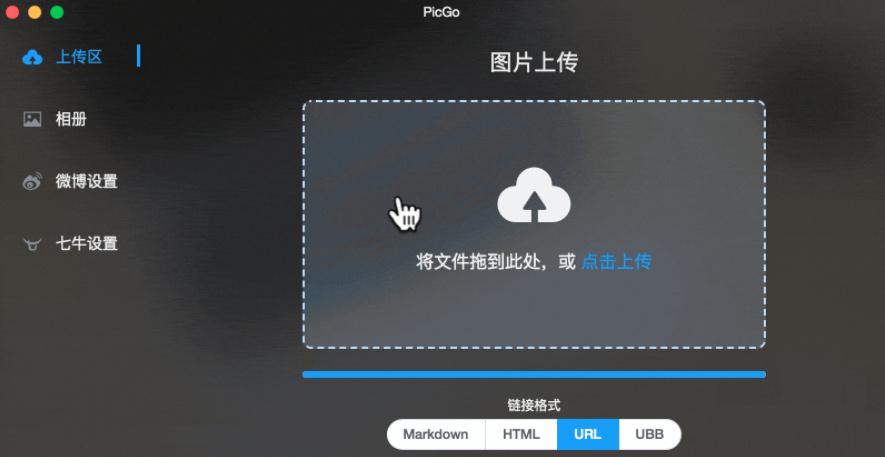 PicGo
上传区
相册
微博设置
七牛设置
图片上传
将文件拖到此处，或 点击上传
链接格式
Markdown HTML URL UBB